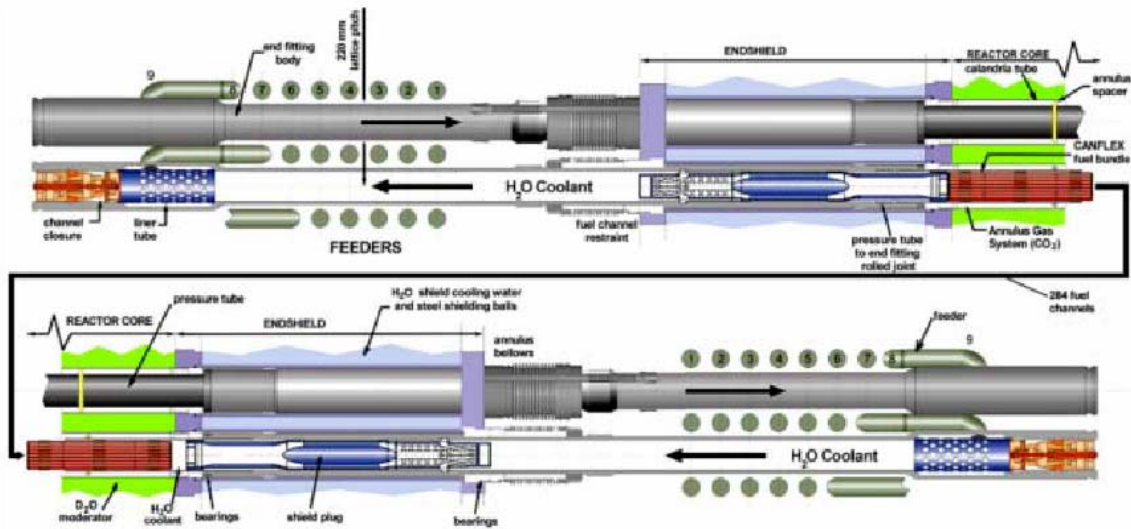 end fitting
body
220 mm
lattice pitch
ENDSHIELD
REACTOR CORE
calandria tube
annulus
spacer
9
8 7 6 5 4 3 2 1
CANFLEX
fuel bundle
H2O Coolant
channel
closure
liner
tube
FEEDERS
fuel channel
restraint
pressure tube
to end fitting
rolled joint
Annulus Gas
System (CO2)
284 fuel
channels
pressure tube
H2O shield cooling water
and steel shielding balls
REACTOR CORE
ENDSHIELD
annulus
bellows
feeder
9
1 2 3 4 5 6 7 8
H2O Coolant
D2O
moderator
H2O
coolant
bearings
shield plug
bearings